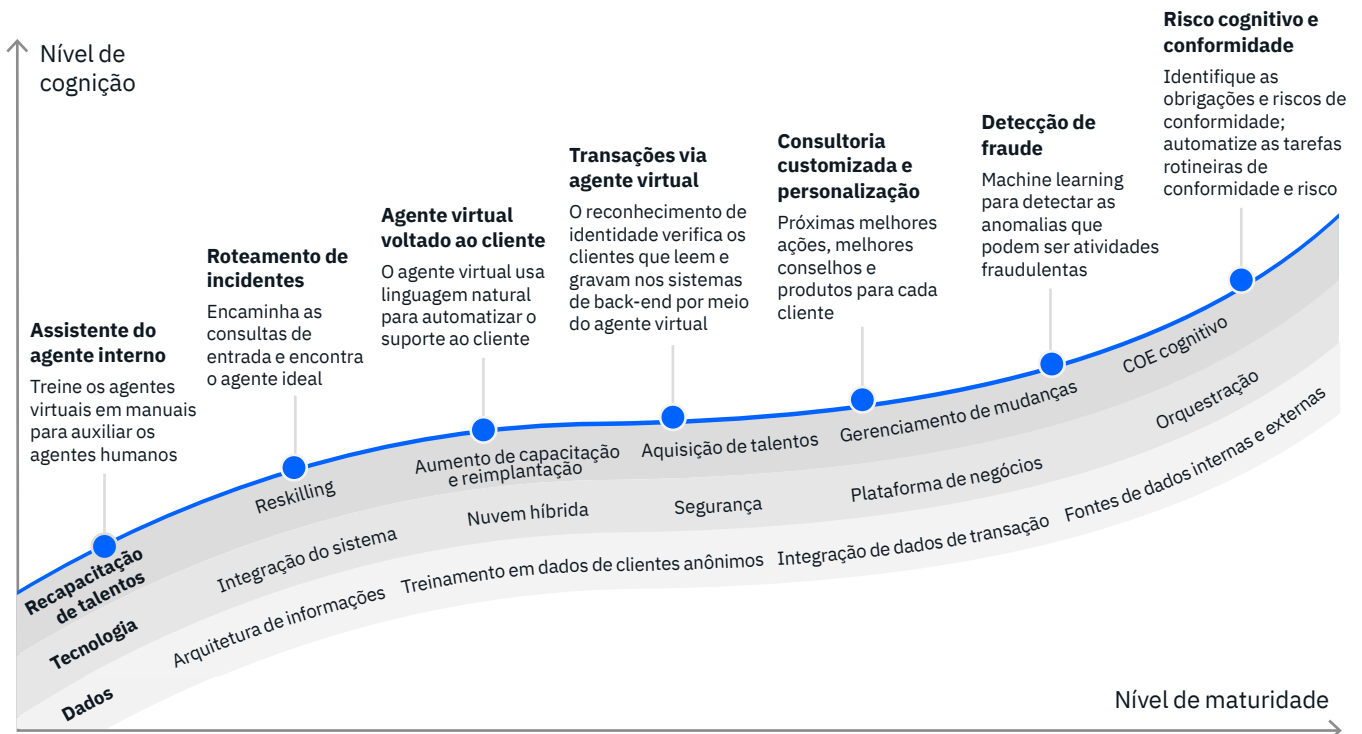 Nível de
cognição
Assistente do
agente interno
Treine os agentes
virtuais em manuais
para auxiliar os
agentes humanos
Roteamento de
incidentes
Encaminha as
consultas de
entrada e encontra
o agente ideal
Agente virtual
voltado ao cliente
O agente virtual usa
linguagem natural
para automatizar o
suporte ao cliente
Transações via
agente virtual
O reconhecimento de
identidade verifica os
clientes que leem e
gravam nos sistemas
de back-end por meio
do agente virtual
Consultoria
customizada e
personalização
Próximas melhores
ações, melhores
conselhos e
produtos para cada
cliente
Detecção de
fraude
Machine learning
para detectar as
anomalias que
podem ser atividades
fraudulentas
Risco cognitivo e
conformidade
Identifique as
obrigações e riscos de
conformidade;
automatize as tarefas
rotineiras de
conformidade e risco
Recapacitação
de talentos
Reskilling
Aumento de capacitação
e reimplantação
Aquisição de talentos
Gerenciamento de mudanças
COE cognitivo
Tecnologia
Integração do sistema
Nuvem híbrida
Segurança
Plataforma de negócios
Orquestração
Dados
Arquitetura de informações
Treinamento em dados de clientes anônimos
Integração de dados de transação
Fontes de dados internas e externas
Nível de maturidade